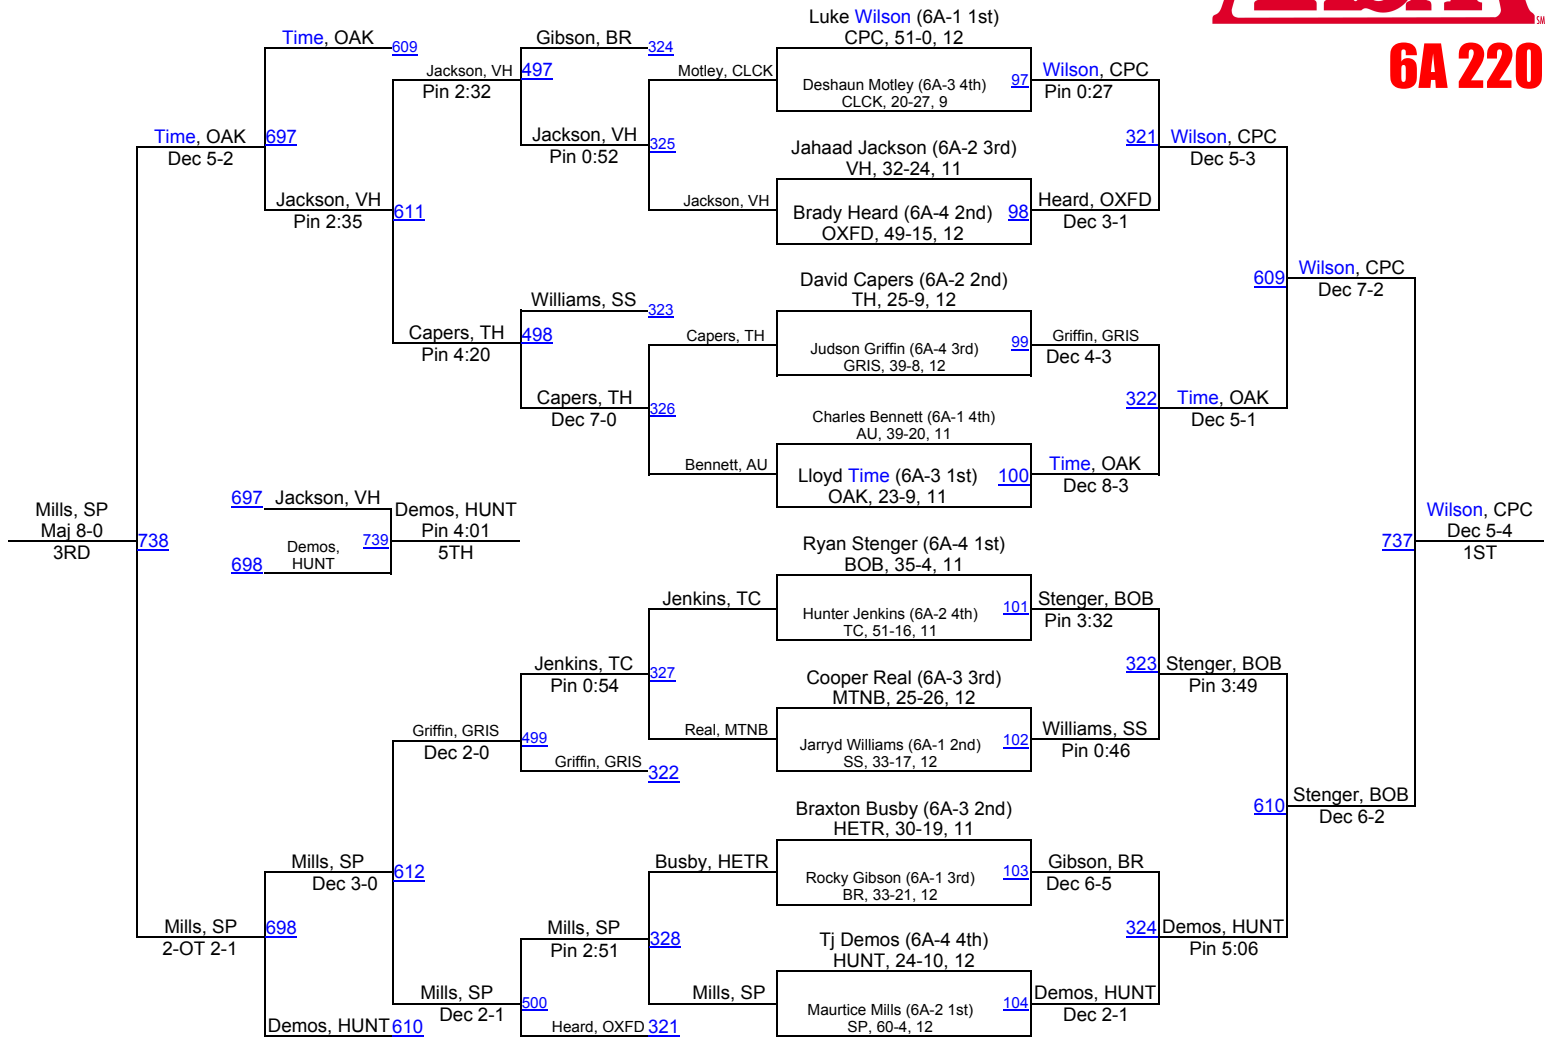 6A 220
SM
Luke Wilson (6A-1 1st)
CPC, 51-0, 12
Deshaun Motley (6A-3 4th)
CLCK, 20-27, 9
97
Wilson, CPC
Pin 0:27
Jahaad Jackson (6A-2 3rd)
VH, 32-24, 11
Brady Heard (6A-4 2nd)
OXFD, 49-15, 12
98
Heard, OXFD
Dec 3-1
321
Wilson, CPC
Dec 5-3
David Capers (6A-2 2nd)
TH, 25-9, 12
Judson Griffin (6A-4 3rd)
GRIS, 39-8, 12
99
Griffin, GRIS
Dec 4-3
Charles Bennett (6A-1 4th)
AU, 39-20, 11
Lloyd Time (6A-3 1st)
OAK, 23-9, 11
100
Time, OAK
Dec 8-3
322
Time, OAK
Dec 5-1
609
Wilson, CPC
Dec 7-2
Ryan Stenger (6A-4 1st)
BOB, 35-4, 11
Hunter Jenkins (6A-2 4th)
TC, 51-16, 11
101
Stenger, BOB
Pin 3:32
Cooper Real (6A-3 3rd)
MTNB, 25-26, 12
Jarryd Williams (6A-1 2nd)
SS, 33-17, 12
102
Williams, SS
Pin 0:46
323
Stenger, BOB
Pin 3:49
Braxton Busby (6A-3 2nd)
HETR, 30-19, 11
Rocky Gibson (6A-1 3rd)
BR, 33-21, 12
103
Gibson, BR
Dec 6-5
Tj Demos (6A-4 4th)
HUNT, 24-10, 12
Maurtice Mills (6A-2 1st)
SP, 60-4, 12
104
Demos, HUNT
Dec 2-1
324
Demos, HUNT
Pin 5:06
610
Stenger, BOB
Dec 6-2
737
Wilson, CPC
Dec 5-4
1ST
Motley, CLCK
Jackson, VH
325
Jackson, VH
Pin 0:52
Gibson, BR
324
497
Jackson, VH
Pin 2:32
Capers, TH
Bennett, AU
326
Capers, TH
Dec 7-0
Williams, SS
323
498
Capers, TH
Pin 4:20
611
Jackson, VH
Pin 2:35
Time, OAK
609
697
Time, OAK
Dec 5-2
Jenkins, TC
Real, MTNB
327
Jenkins, TC
Pin 0:54
Griffin, GRIS
322
499
Griffin, GRIS
Dec 2-0
Busby, HETR
Mills, SP
328
Mills, SP
Pin 2:51
Heard, OXFD
321
500
Mills, SP
Dec 2-1
612
Mills, SP
Dec 3-0
Demos, HUNT
610
698
Mills, SP
2-OT 2-1
738
Mills, SP
Maj 8-0
3RD
697
Jackson, VH
698
Demos,
HUNT
739
Demos, HUNT
Pin 4:01
5TH